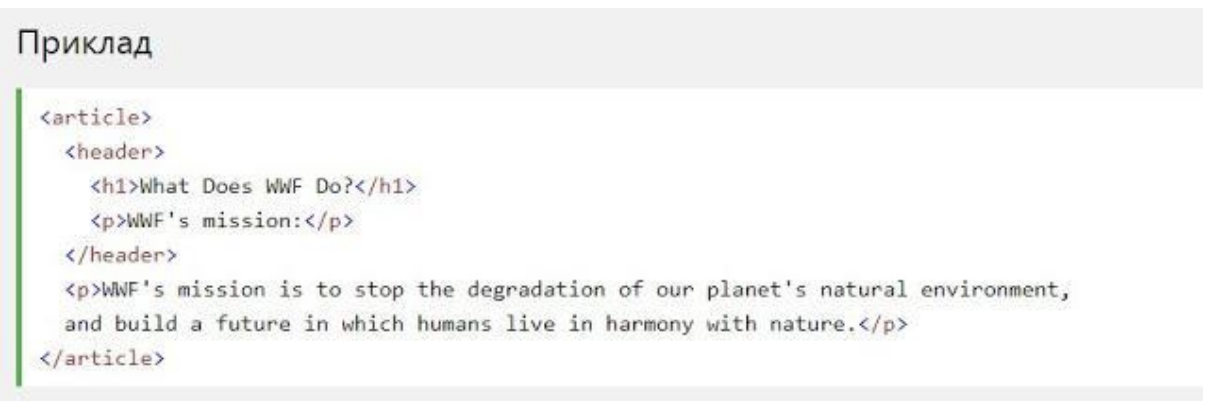 Приклад
<article>
<header>
<h1>What Does WWF Do?</h1>
<p>WWF's mission:</p>
</header>
<p>WWF's mission is to stop the degradation of our planet's natural environment,
and build a future in which humans live in harmony with nature.</p>
</article>